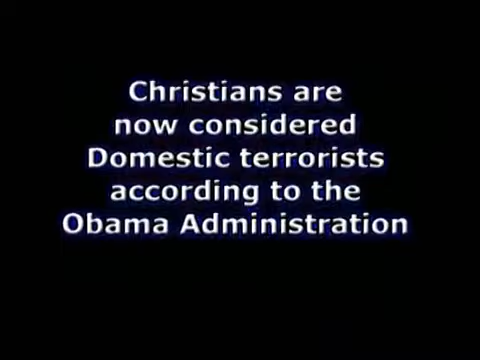 Christians are
now considered
Domestic terrorists
according to the
Obama Administration